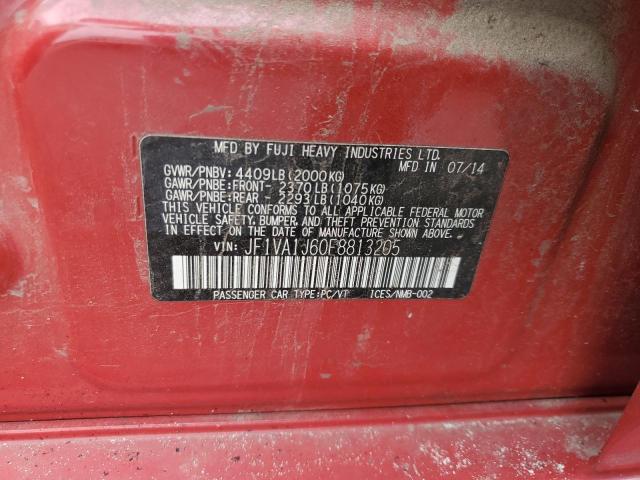 MFD BY FUJI HEAVY INDUSTRIES LTD.
GVWR/PNBV: 4409LB(2000KG) MFD IN 07/14
GAWR/PNBE:FRONT- 2370LB(1075KG)
GAWR/PNBE:REAR - 2293LB(1040KG)
THIS VEHICLE CONFORMS TO ALL APPLICABLE FEDERAL MOTOR
VEHICLE SAFETY, BUMPER, AND THEFT PREVENTION STANDARDS
IN EFFECT ON THE DATE OF MANUFACTURE SHOWN ABOVE.
VIN: JF1VA1J60F8813205
PASSENGER CAR TYPE:PC/VT ICES/NMB-002